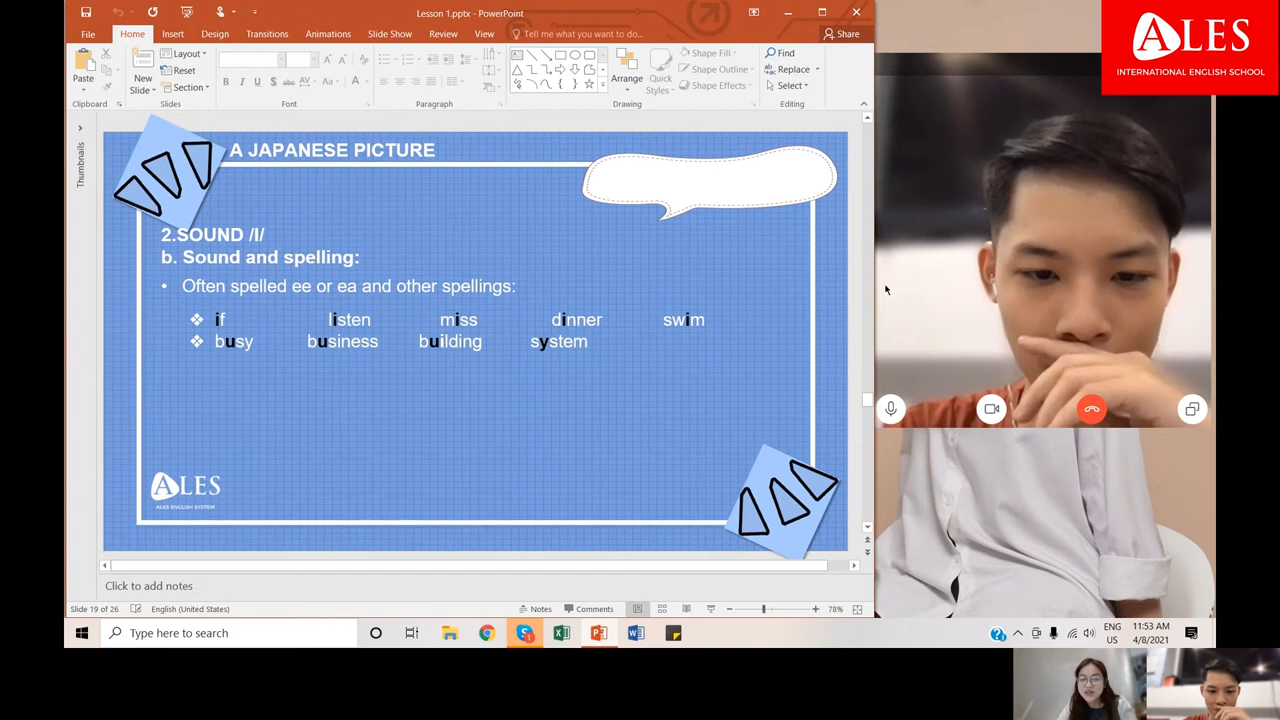 Lesson 1.pptx - PowerPoint
ALES
INTERNATIONAL ENGLISH SCHOOL
File Home Insert Design Transitions Animations Slide Show Review View Tell me what you want to do... Share
Paste
New
Slide
Layout
Reset
Section
Arrange
Quick
Styles
Shape Fill
Shape Outline
Shape Effects
Find
Replace
Select
Clipboard Slides Font Paragraph Drawing Editing
Thumbnails
A JAPANESE PICTURE
2.SOUND /I/
b. Sound and spelling:
• Often spelled ee or ea and other spellings:
❖ if listen miss dinner swim
❖ busy business building system
ALES
ALES ENGLISH SYSTEM
Click to add notes
Slide 19 of 26 English (United States) Notes Comments 78%
Type here to search
ENG
US
11:53 AM
4/8/2021